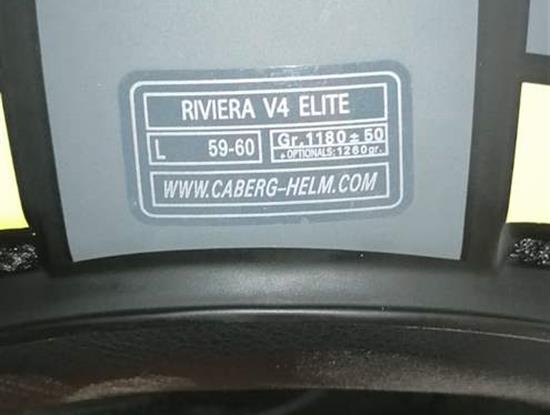 RIVIERA V4 ELITE
L 59-60 Gr.1180±50
+OPTIONALS:1260gr.
WWW.CABERG-HELM.COM